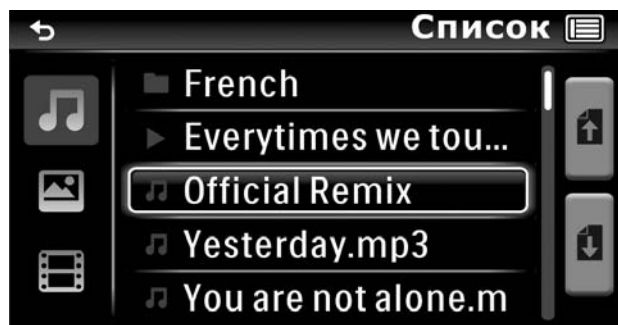 Список
French
Everytimes we tou...
Official Remix
Yesterday.mp3
You are not alone.m